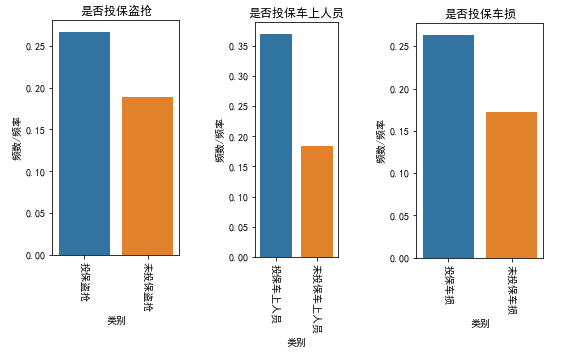 是否投保盗抢
0.25
0.20
0.15
0.10
0.05
0.00
频数/频率
投保盗抢
未投保盗抢
类别
是否投保车上人员
0.35
0.30
0.25
0.20
0.15
0.10
0.05
0.00
频数/频率
投保车上人员
未投保车上人员
类别
是否投保车损
0.25
0.20
0.15
0.10
0.05
0.00
频数/频率
投保车损
未投保车损
类别